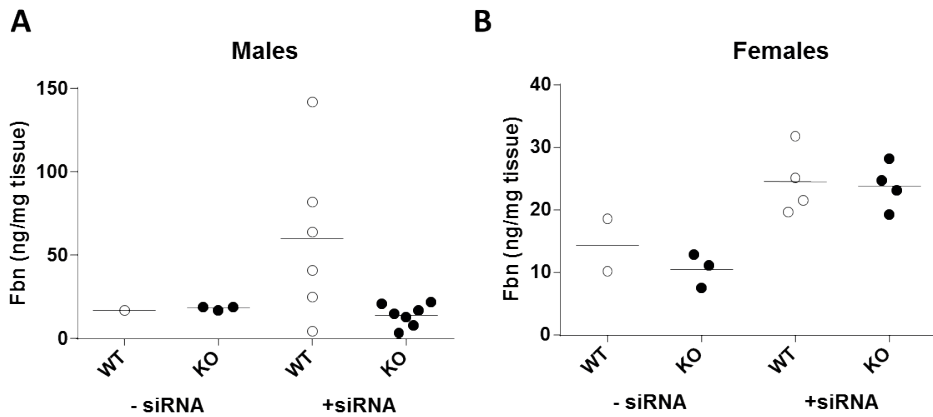 A
Males
Fbn (ng/mg tissue)
150
100
50
0
WT
KO
WT
KO
- siRNA
+siRNA
B
Females
Fbn (ng/mg tissue)
40
30
20
10
0
WT
KO
WT
KO
- siRNA
+siRNA